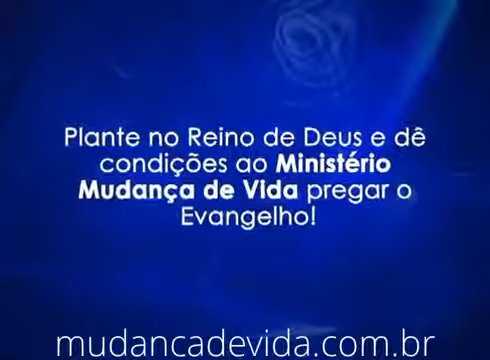 Plante no Reino de Deus e dê
condições ao Ministério
Mudança de Vida pregar o
Evangelho!
mudancadevida.com.br